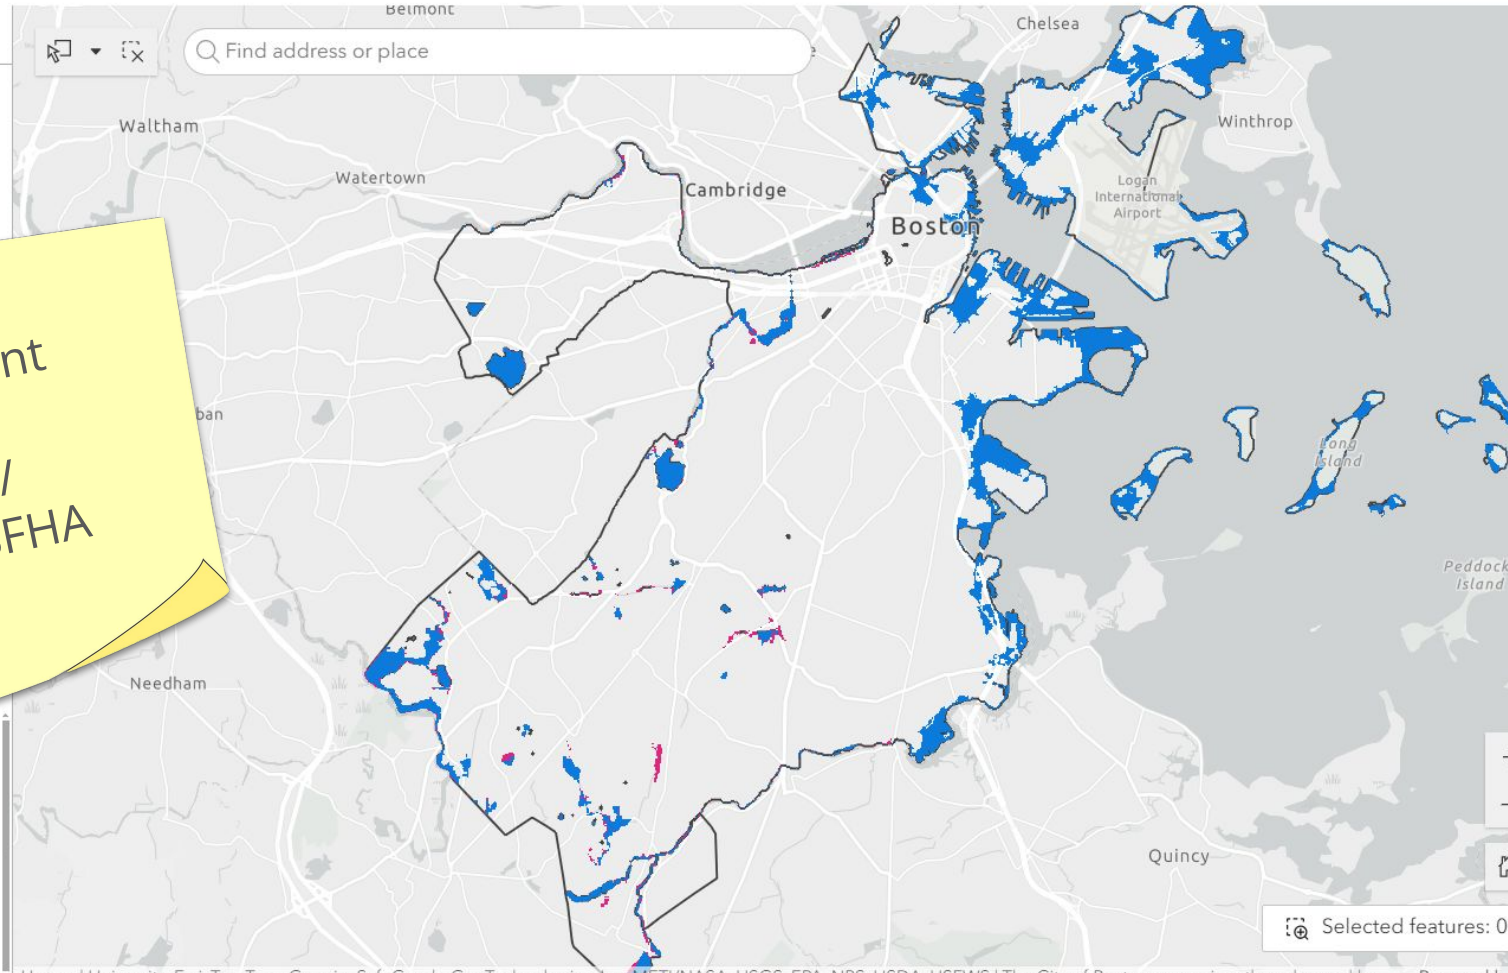 Belmont
Chelsea
Find address or place
Waltham
Winthrop
Watertown
Cambridge
Logan
International
Airport
Boston
nt
ban
/
FHA
Long
Island
Peddock
Island
Needham
Quincy
Selected features: 0